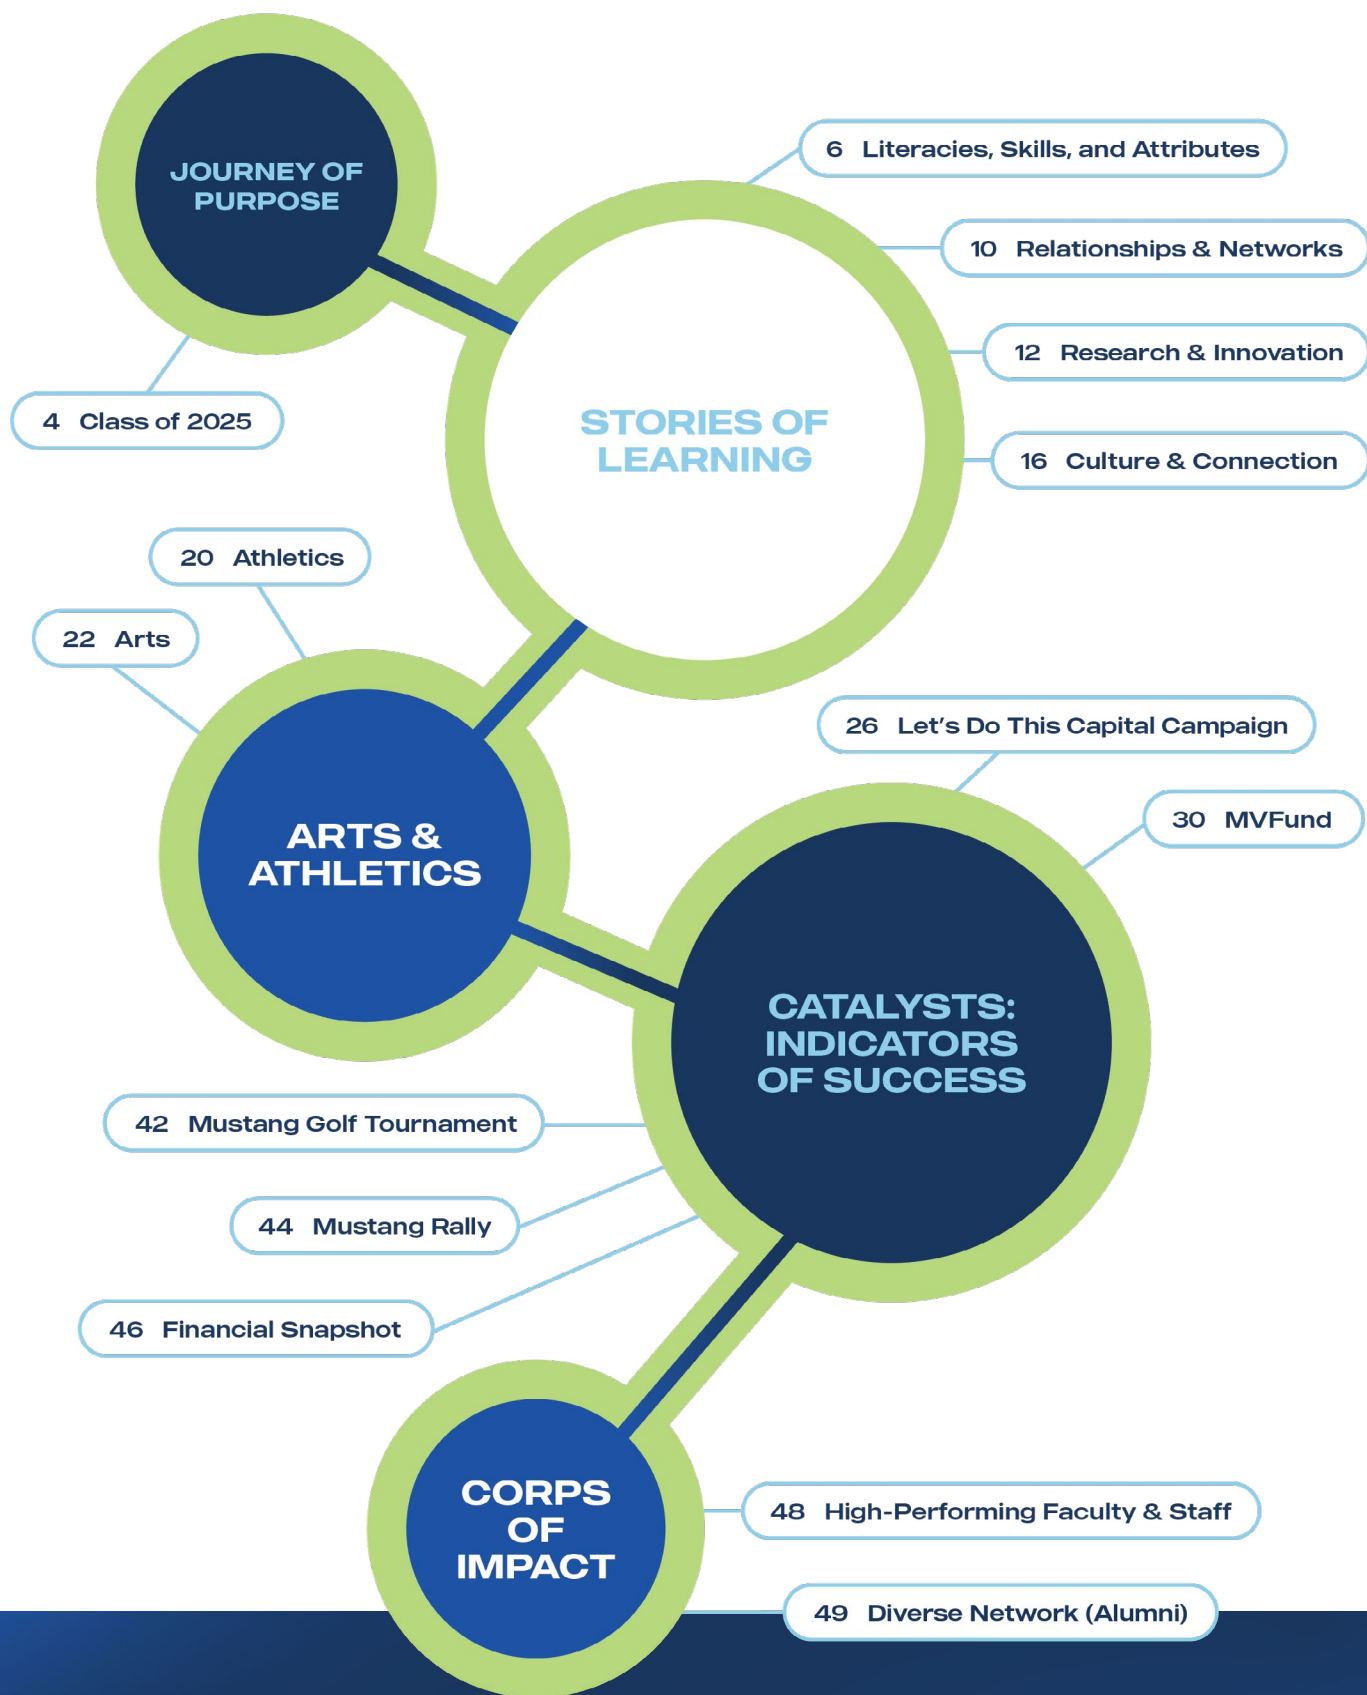 JOURNEY OF
PURPOSE
4 Class of 2025
6 Literacies, Skills, and Attributes
10 Relationships & Networks
12 Research & Innovation
16 Culture & Connection
STORIES OF
LEARNING
20 Athletics
22 Arts
ARTS &
ATHLETICS
26 Let’s Do This Capital Campaign
30 MVFund
CATALYSTS:
INDICATORS
OF SUCCESS
42 Mustang Golf Tournament
44 Mustang Rally
46 Financial Snapshot
CORPS
OF
IMPACT
48 High-Performing Faculty & Staff
49 Diverse Network (Alumni)